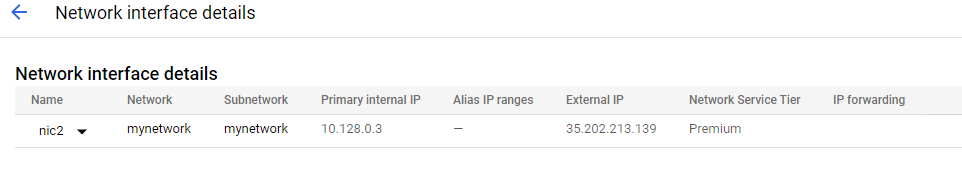 Network interface details
Network interface details
Name Network Subnetwork Primary internal IP Alias IP ranges External IP Network Service Tier IP forwarding
nic2 mynetwork mynetwork 10.128.0.3 — 35.202.213.139 Premium